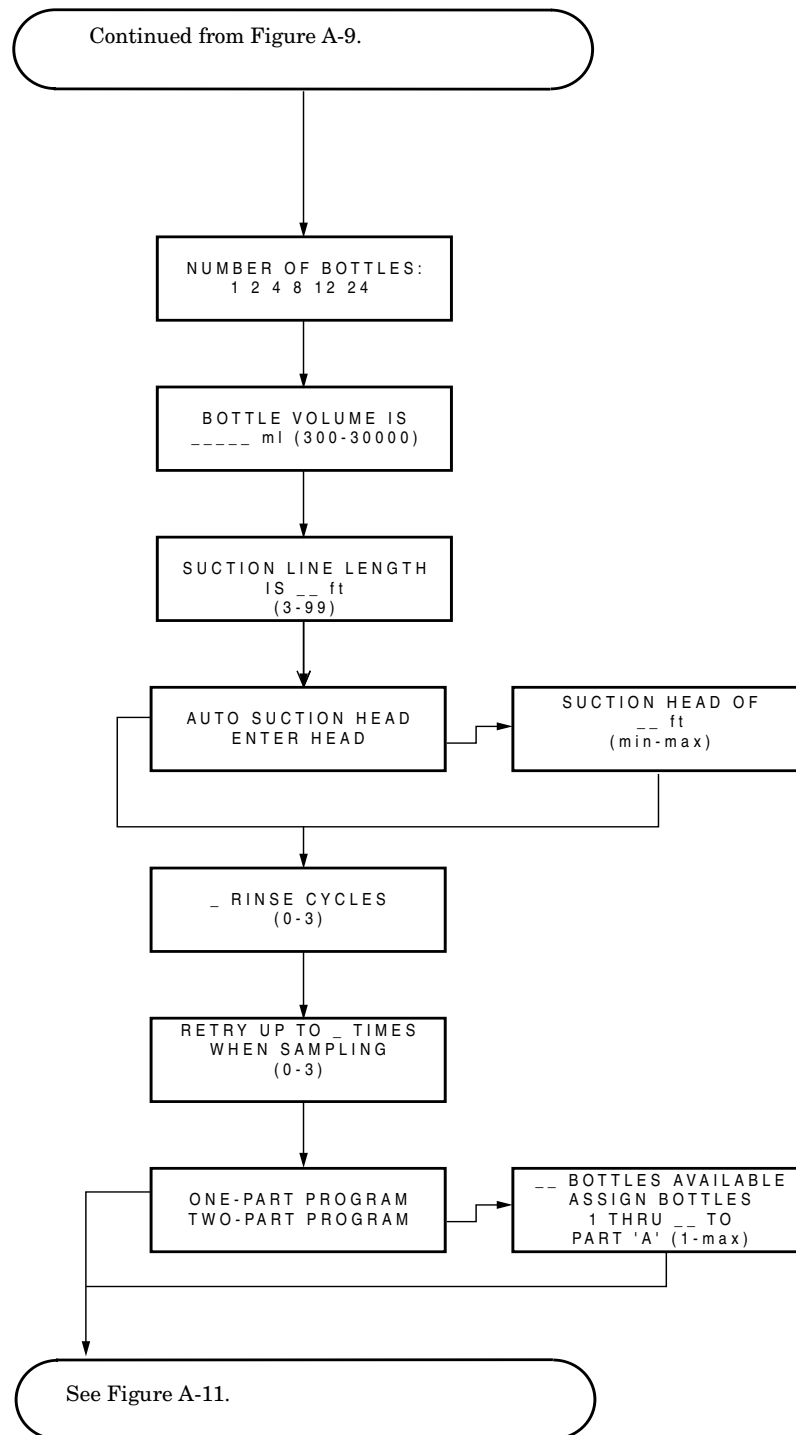 Continued from Figure A-9.
NUMBER OF BOTTLES:
1 2 4 8 12 24
BOTTLE VOLUME IS
_____ ml (300-30000)
SUCTION LINE LENGTH
IS __ ft
(3-99)
AUTO SUCTION HEAD
ENTER HEAD
SUCTION HEAD OF
__ ft
(min-max)
_ RINSE CYCLES
(0-3)
RETRY UP TO _ TIMES
WHEN SAMPLING
(0-3)
ONE-PART PROGRAM
TWO-PART PROGRAM
__ BOTTLES AVAILABLE
ASSIGN BOTTLES
1 THRU __ TO
PART 'A' (1-max)
See Figure A-11.